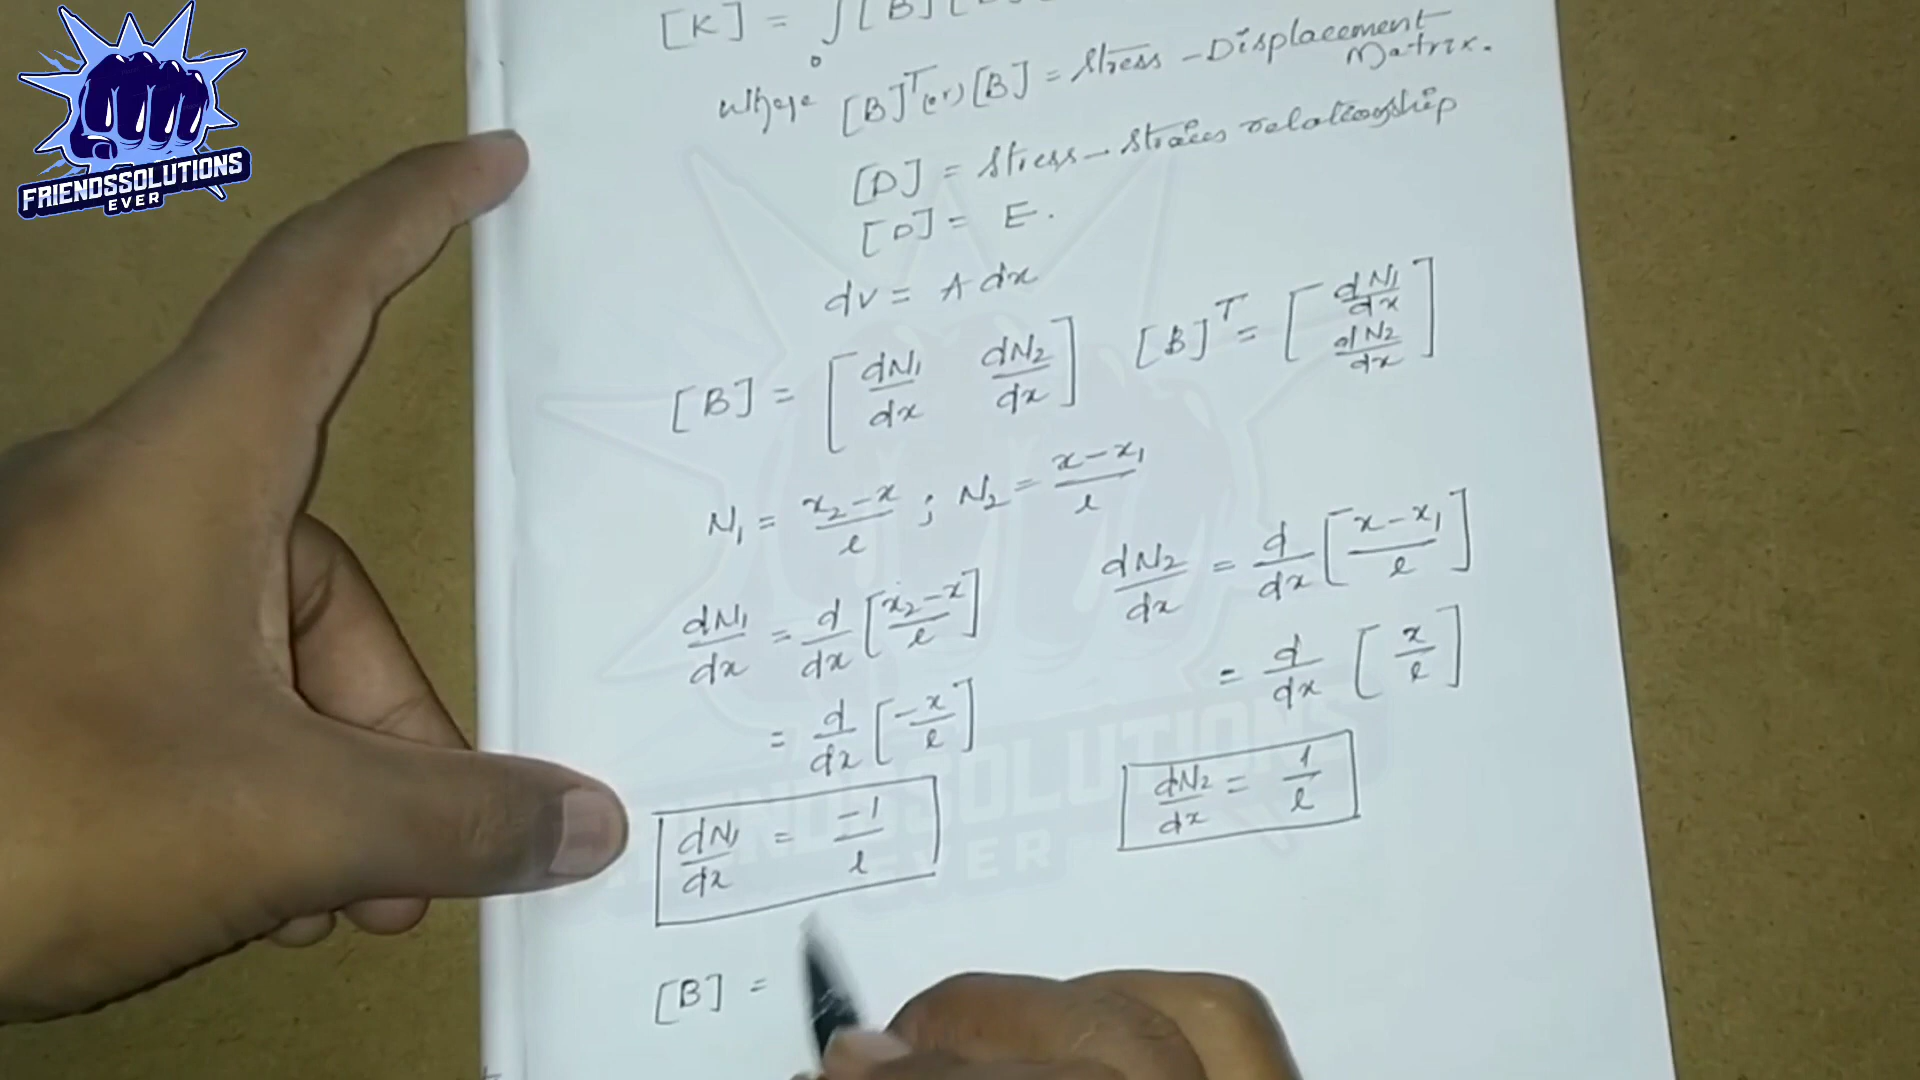 FRIENDSSOLUTIONS
EVER
[K] = ∫ [B] [
0
where [B]ᵀ (or) [B] = Stress - Displacement
Matrix.
[D] = Stress - relationship
[D] = E.
dv = A dx
[B] = [dN₁/dx dN₂/dx] [B]ᵀ = [dN₁/dx
dN₂/dx]
N₁ = (x₂ - x)/l ; N₂ = (x - x₁)/l
dN₁/dx = d/dx [(x₂ - x)/l]
= d/dx [-x/l]
dN₁/dx = -1/l
dN₂/dx = d/dx [(x - x₁)/l]
= d/dx [x/l]
dN₂/dx = 1/l
[B] =
FRIENDSSOLUTIONS
EVER